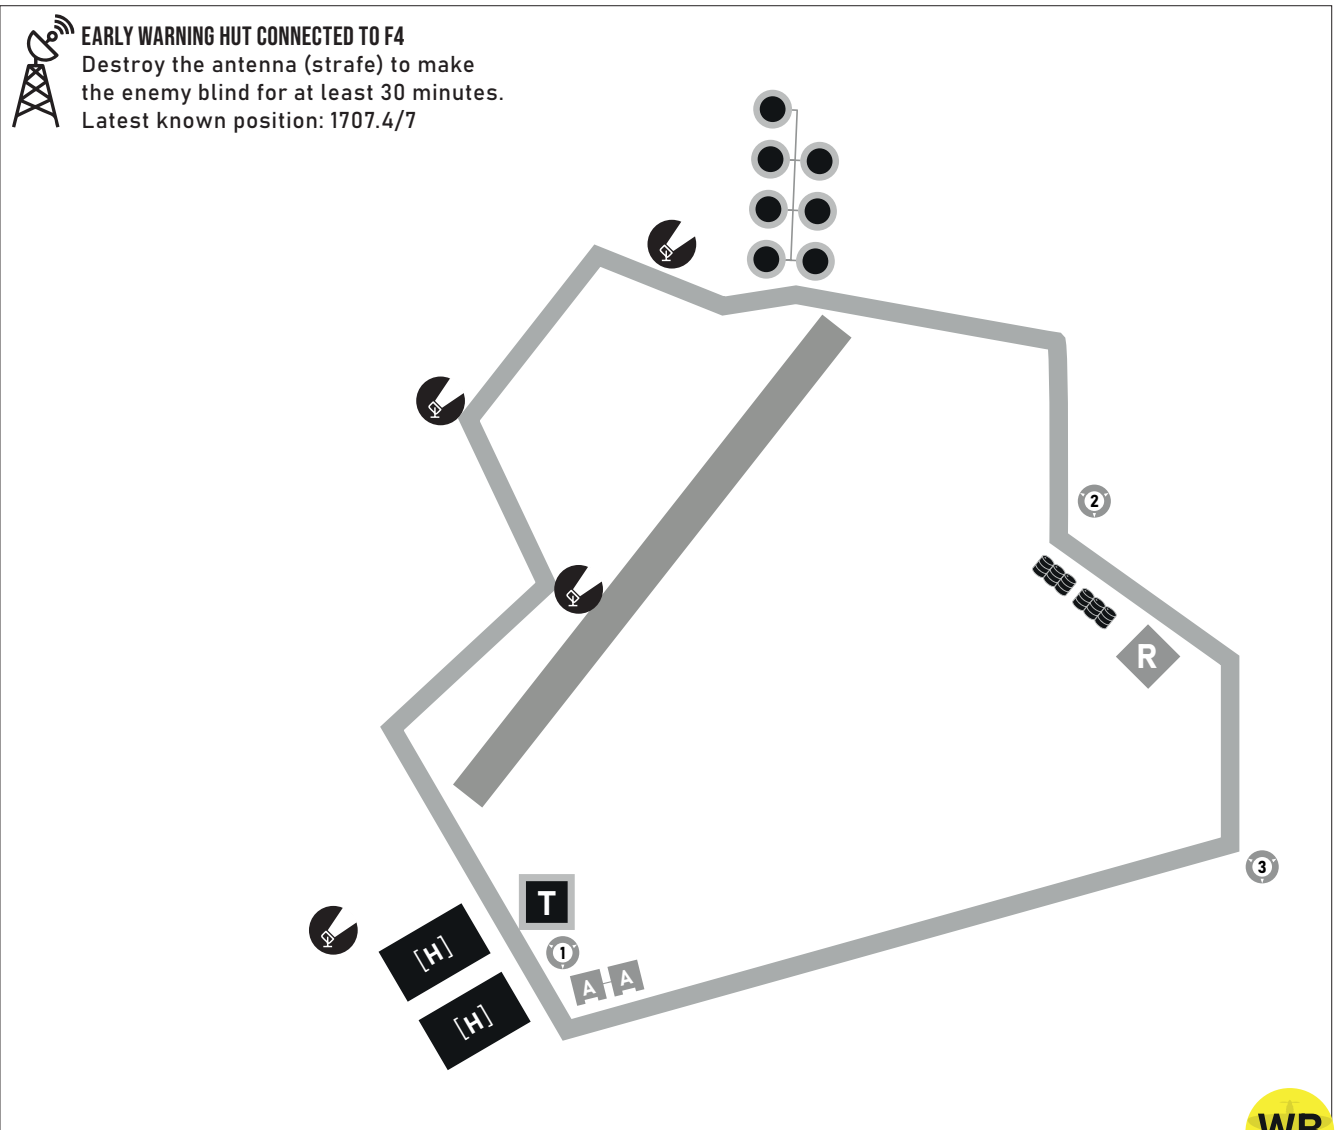 EARLY WARNING HUT CONNECTED TO F4
Destroy the antenna (strafe) to make
the enemy blind for at least 30 minutes.
Latest known position: 1707.4/7
2
R
3
T
1
A A
[H]
[H]
WB